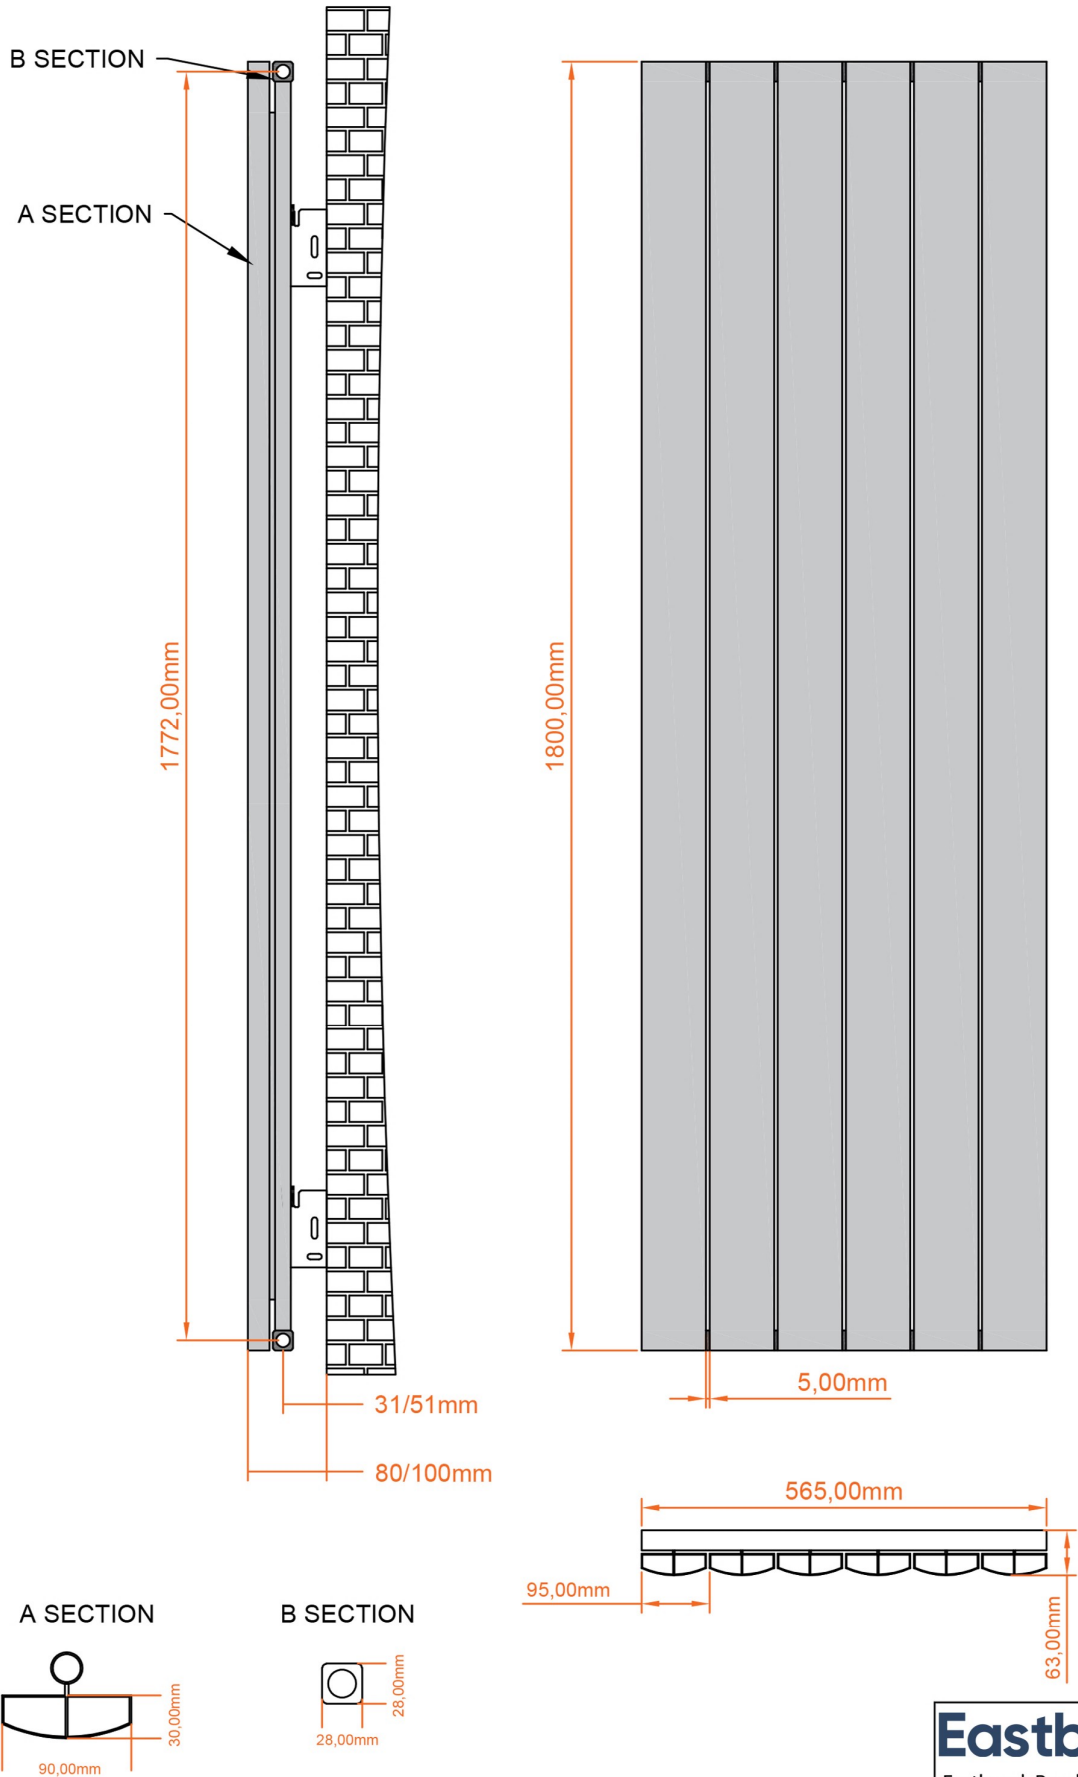 B SECTION
A SECTION
1772,00mm
1800,00mm
31/51mm
80/100mm
5,00mm
565,00mm
95,00mm
63,00mm
A SECTION
B SECTION
30,00mm
90,00mm
28,00mm
28,00mm
Eastb